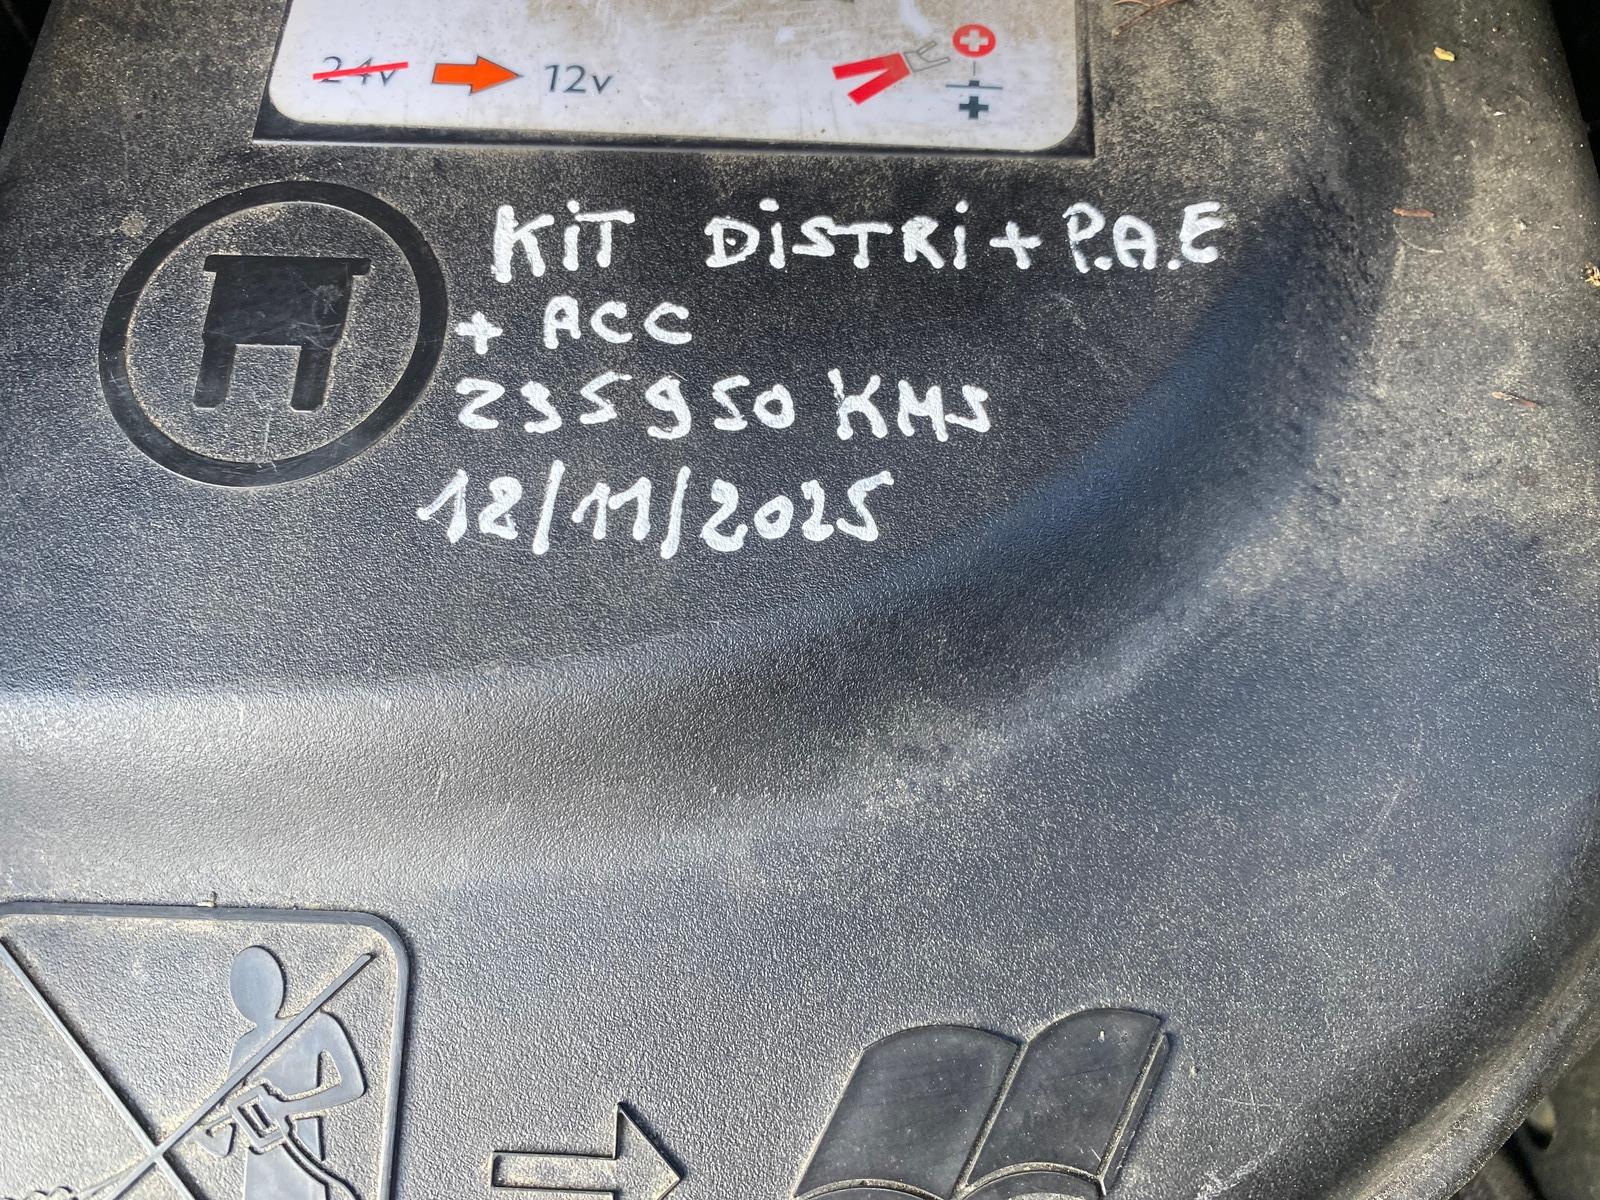 24v 12v
KiT DiSTRi + P.A.E
+ ACC
235950 KMS
12/11/2025